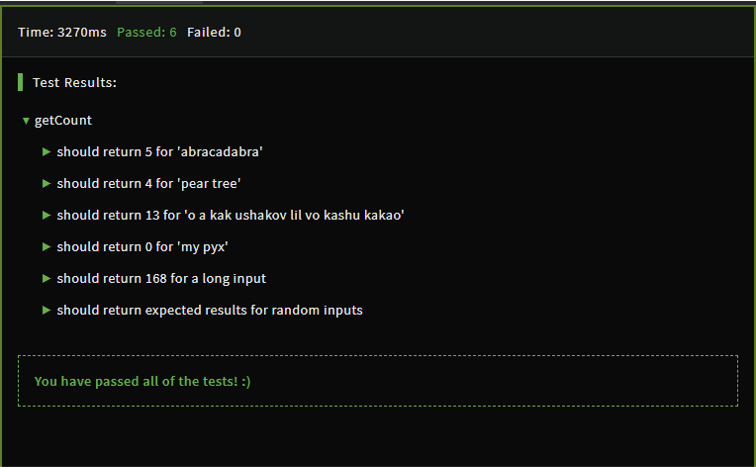 Time: 3270ms Passed: 6 Failed: 0
Test Results:
getCount
should return 5 for 'abracadabra'
should return 4 for 'pear tree'
should return 13 for 'o a kak ushakov lil vo kashu kakao'
should return 0 for 'my pyx'
should return 168 for a long input
should return expected results for random inputs
You have passed all of the tests! :)